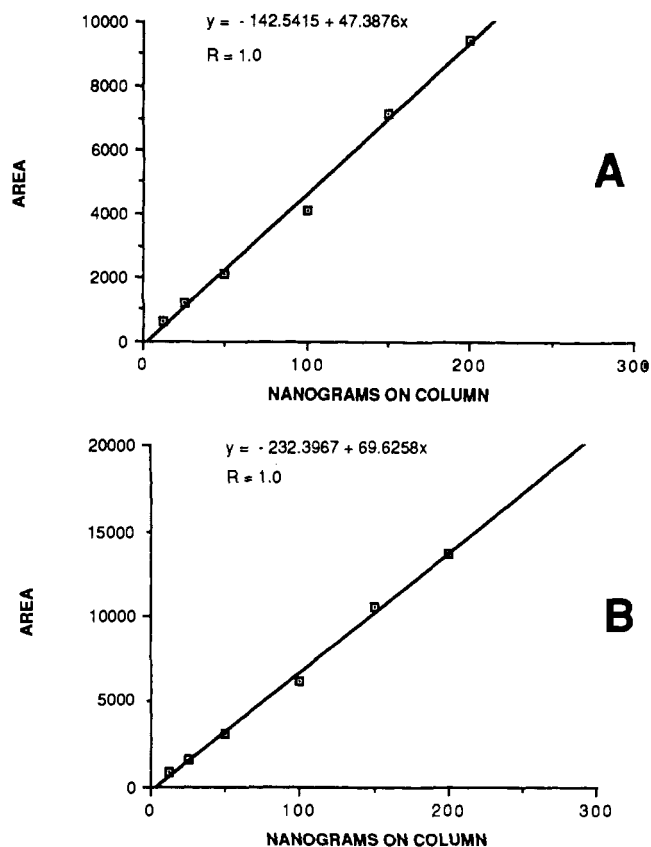 y = - 142.5415 + 47.3876x
R = 1.0
10000
8000
6000
4000
2000
0
AREA
A
0 100 200 300
NANOGRAMS ON COLUMN
y = - 232.3967 + 69.6258x
R = 1.0
20000
15000
10000
5000
0
AREA
B
0 100 200 300
NANOGRAMS ON COLUMN